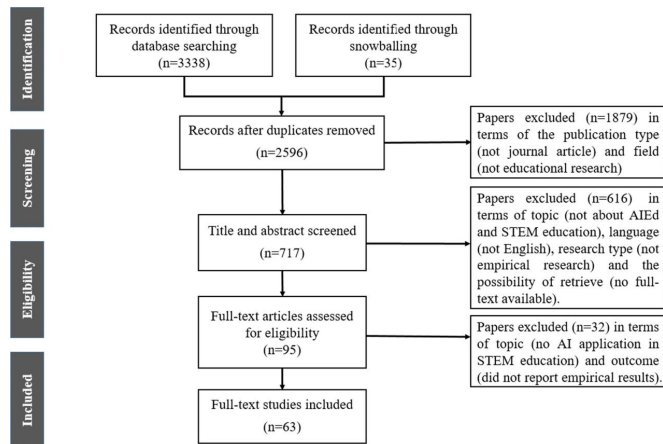 Identification
Records identified through
database searching
(n=3338)
Records identified through
snowballing
(n=35)
Screening
Records after duplicates removed
(n=2596)
Papers excluded (n=1879) in
terms of the publication type
(not journal article) and field
(not educational research)
Title and abstract screened
(n=717)
Papers excluded (n=616) in
terms of topic (not about AIEd
and STEM education), language
(not English), research type (not
empirical research) and the
possibility of retrieve (no full-
text available).
Eligibility
Full-text articles assessed
for eligibility
(n=95)
Papers excluded (n=32) in terms
of topic (no AI application in
STEM education) and outcome
(did not report empirical results).
Included
Full-text studies included
(n=63)